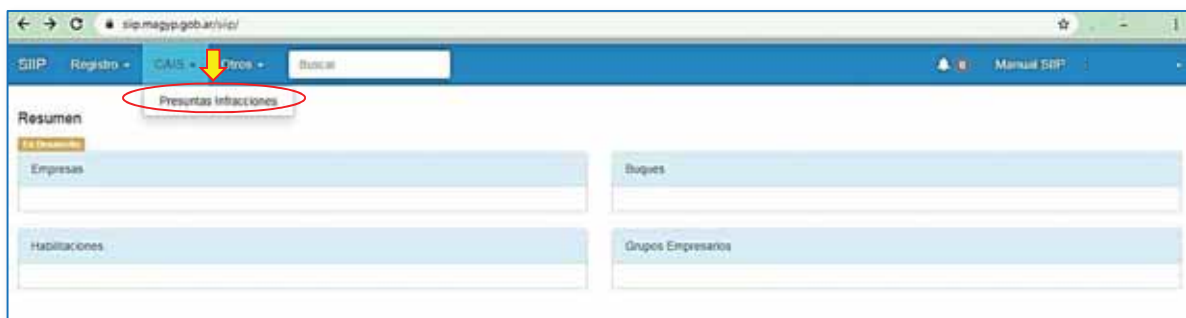 siip.magyp.gob.ar/siip/
SIIP Registro CAIS Otros Buscar Manual SIIP
Presuntas Infracciones
Resumen
En Desarrollo
Empresas Buques
Habilitaciones Grupos Empresarios